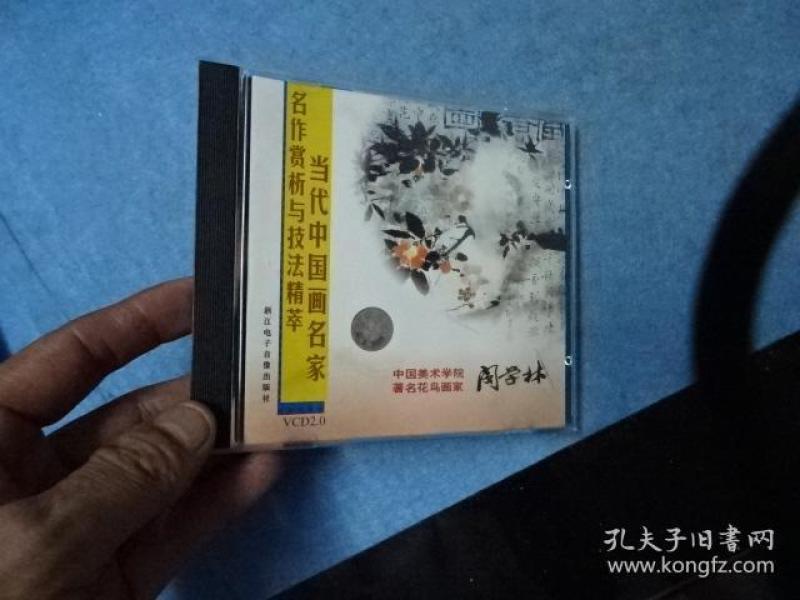 当代中国画名家
名作赏析与技法精萃
浙江电子音像出版社
VCD2.0
中国美术学院
著名花鸟画家
闵学林
孔夫子旧書网
www.kongfz.com